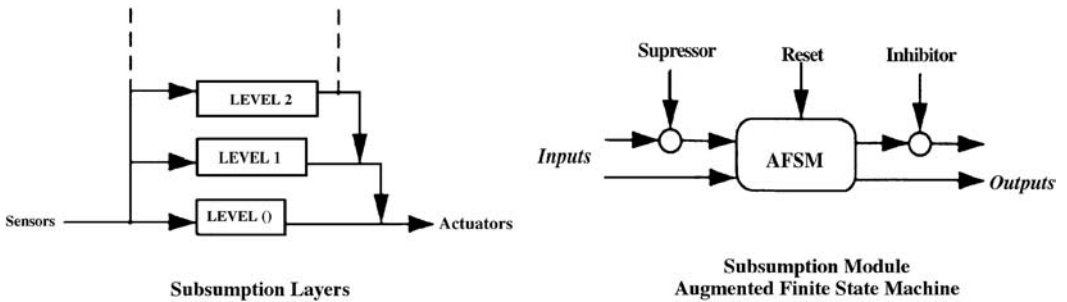 LEVEL 2
LEVEL 1
LEVEL 0
Sensors
Actuators
Subsumption Layers
Supressor
Reset
Inhibitor
Inputs
AFSM
Outputs
Subsumption Module
Augmented Finite State Machine